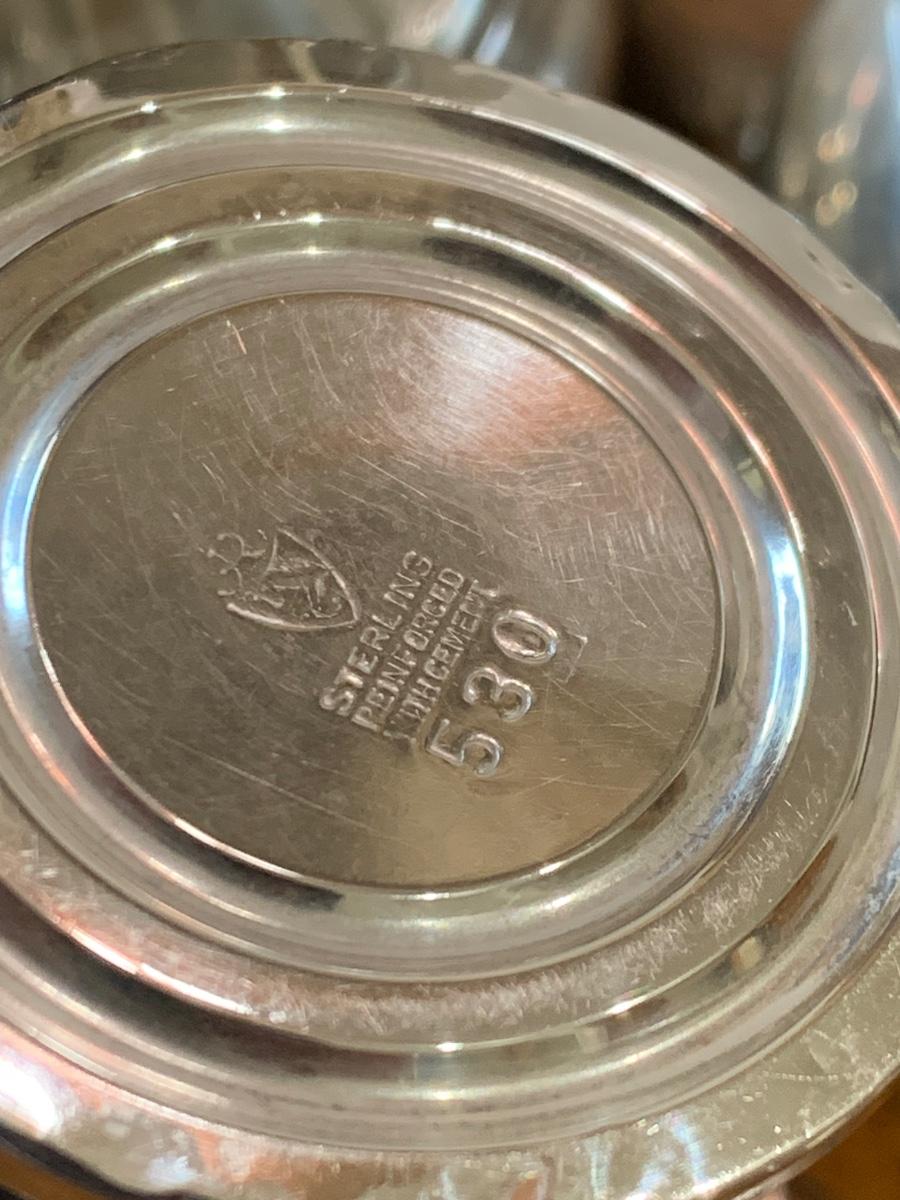 STERLING
REINFORCED
WITH CEMENT
530